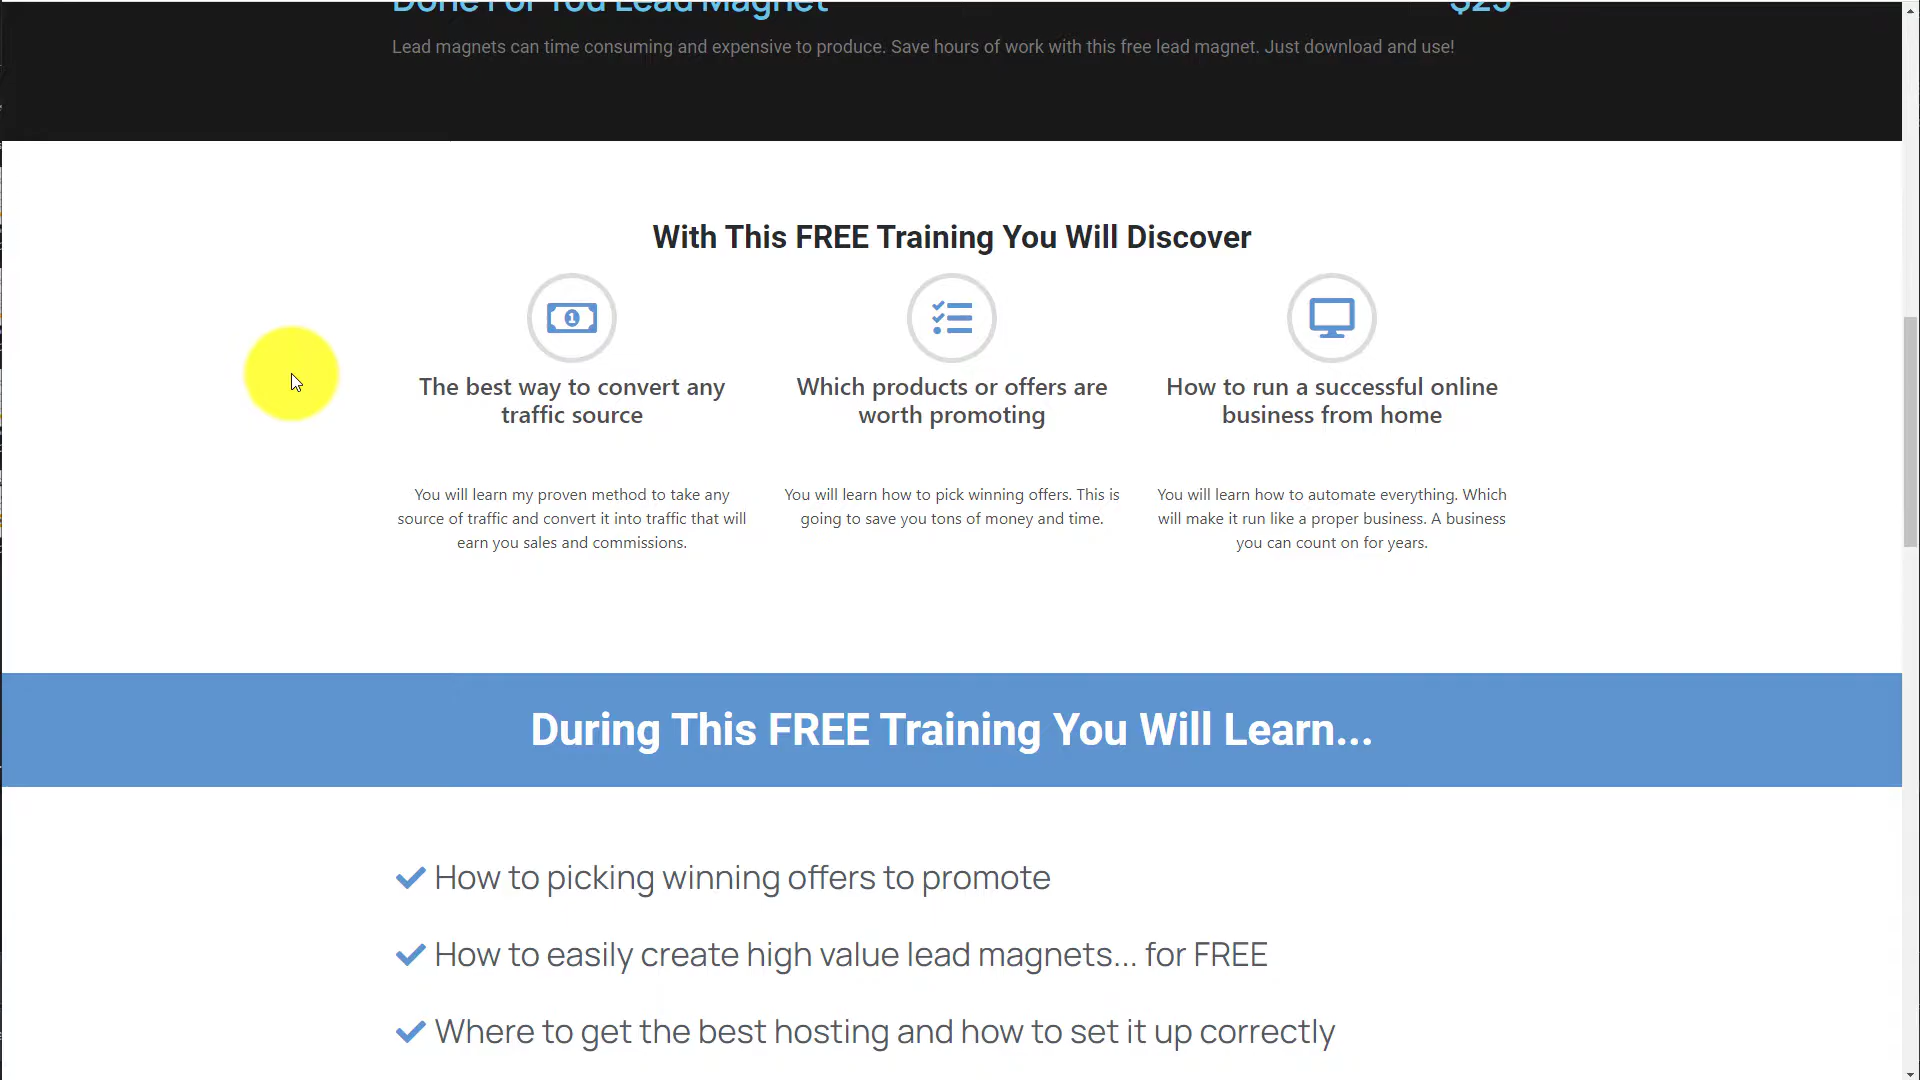 Done For You Lead Magnet $25
Lead magnets can time consuming and expensive to produce. Save hours of work with this free lead magnet. Just download and use!
With This FREE Training You Will Discover
1
The best way to convert any
traffic source
You will learn my proven method to take any
source of traffic and convert it into traffic that will
earn you sales and commissions.
Which products or offers are
worth promoting
You will learn how to pick winning offers. This is
going to save you tons of money and time.
How to run a successful online
business from home
You will learn how to automate everything. Which
will make it run like a proper business. A business
you can count on for years.
During This FREE Training You Will Learn...
How to picking winning offers to promote
How to easily create high value lead magnets... for FREE
Where to get the best hosting and how to set it up correctly